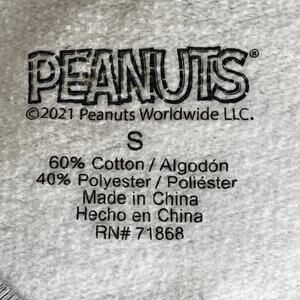 PEANUTS®
©2021 Peanuts Worldwide LLC.
S
60% Cotton / Algodón
40% Polyester / Poliéster
Made in China
Hecho en China
RN# 71868